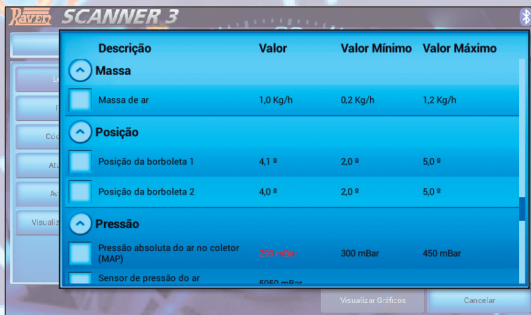 Raven SCANNER 3
Descrição Valor Valor Mínimo Valor Máximo
Massa
Massa de ar 1,0 Kg/h 0,2 Kg/h 1,2 Kg/h
Posição
Posição da borboleta 1 4,1 º 2,0 º 5,0 º
Posição da borboleta 2 4,0 º 2,0 º 5,0 º
Pressão
Pressão absoluta do ar no coletor 299 mBar 300 mBar 450 mBar
(MAP)
Sensor de pressão do ar
Visualizar Gráficos Cancelar